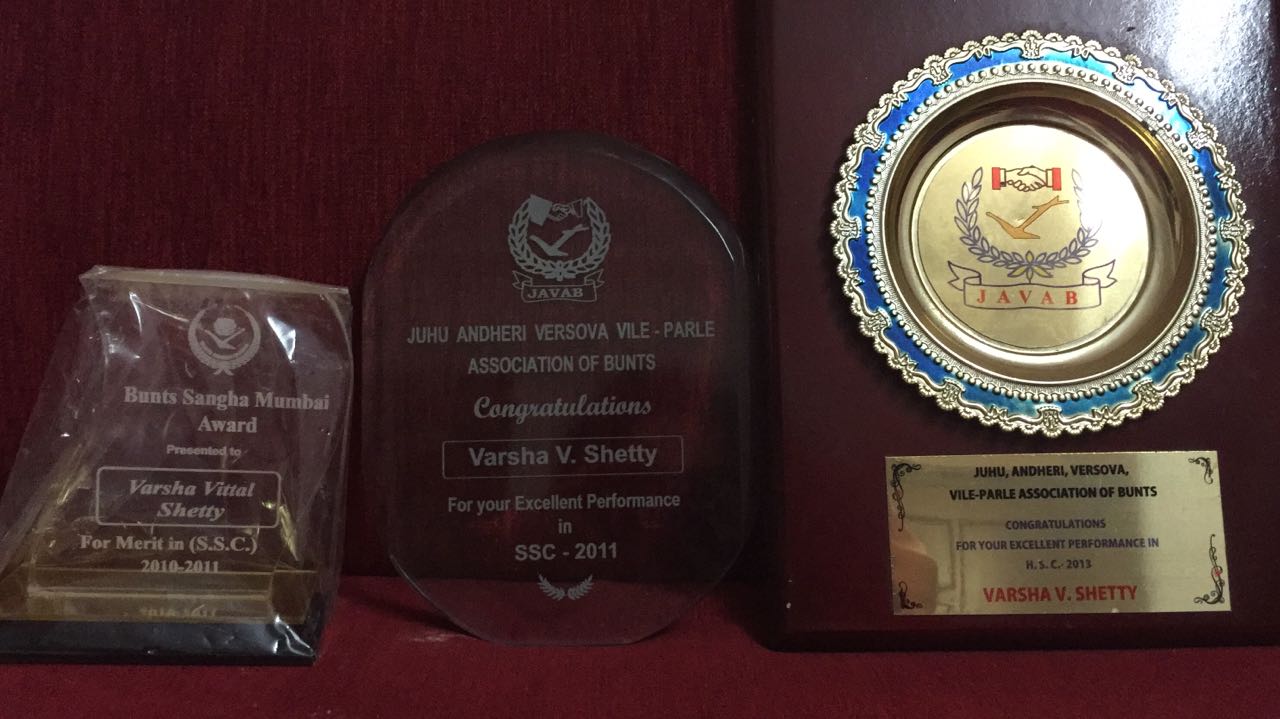 Bunts Sangha Mumbai
Award
Presented to
Varsha Vittal
Shetty
For Merit in (S.S.C.)
2010-2011
JAVAB
JUHU ANDHERI VERSOVA VILE - PARLE
ASSOCIATION OF BUNTS
Congratulations
Varsha V. Shetty
For your Excellent Performance
in
SSC - 2011
JAVAB
JUHU, ANDHERI, VERSOVA,
VILE-PARLE ASSOCIATION OF BUNTS
CONGRATULATIONS
FOR YOUR EXCELLENT PERFORMANCE IN
H. S. C.- 2013
VARSHA V. SHETTY